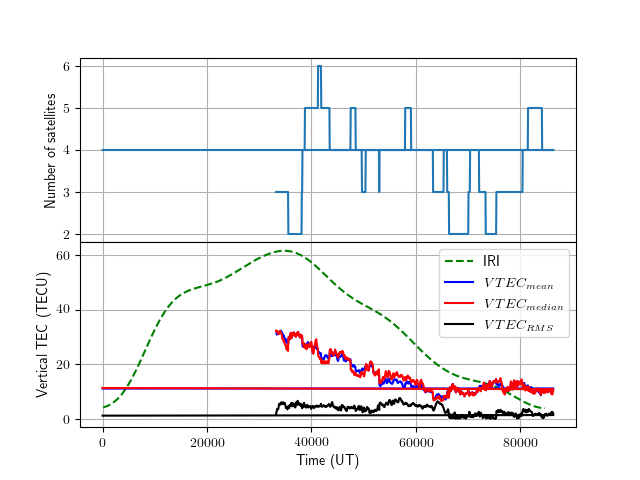 6
5
4
3
2
Number of satellites
60
40
20
0
Vertical TEC (TECU)
IRI
VTEC_mean
VTEC_median
VTEC_RMS
0 20000 40000 60000 80000
Time (UT)